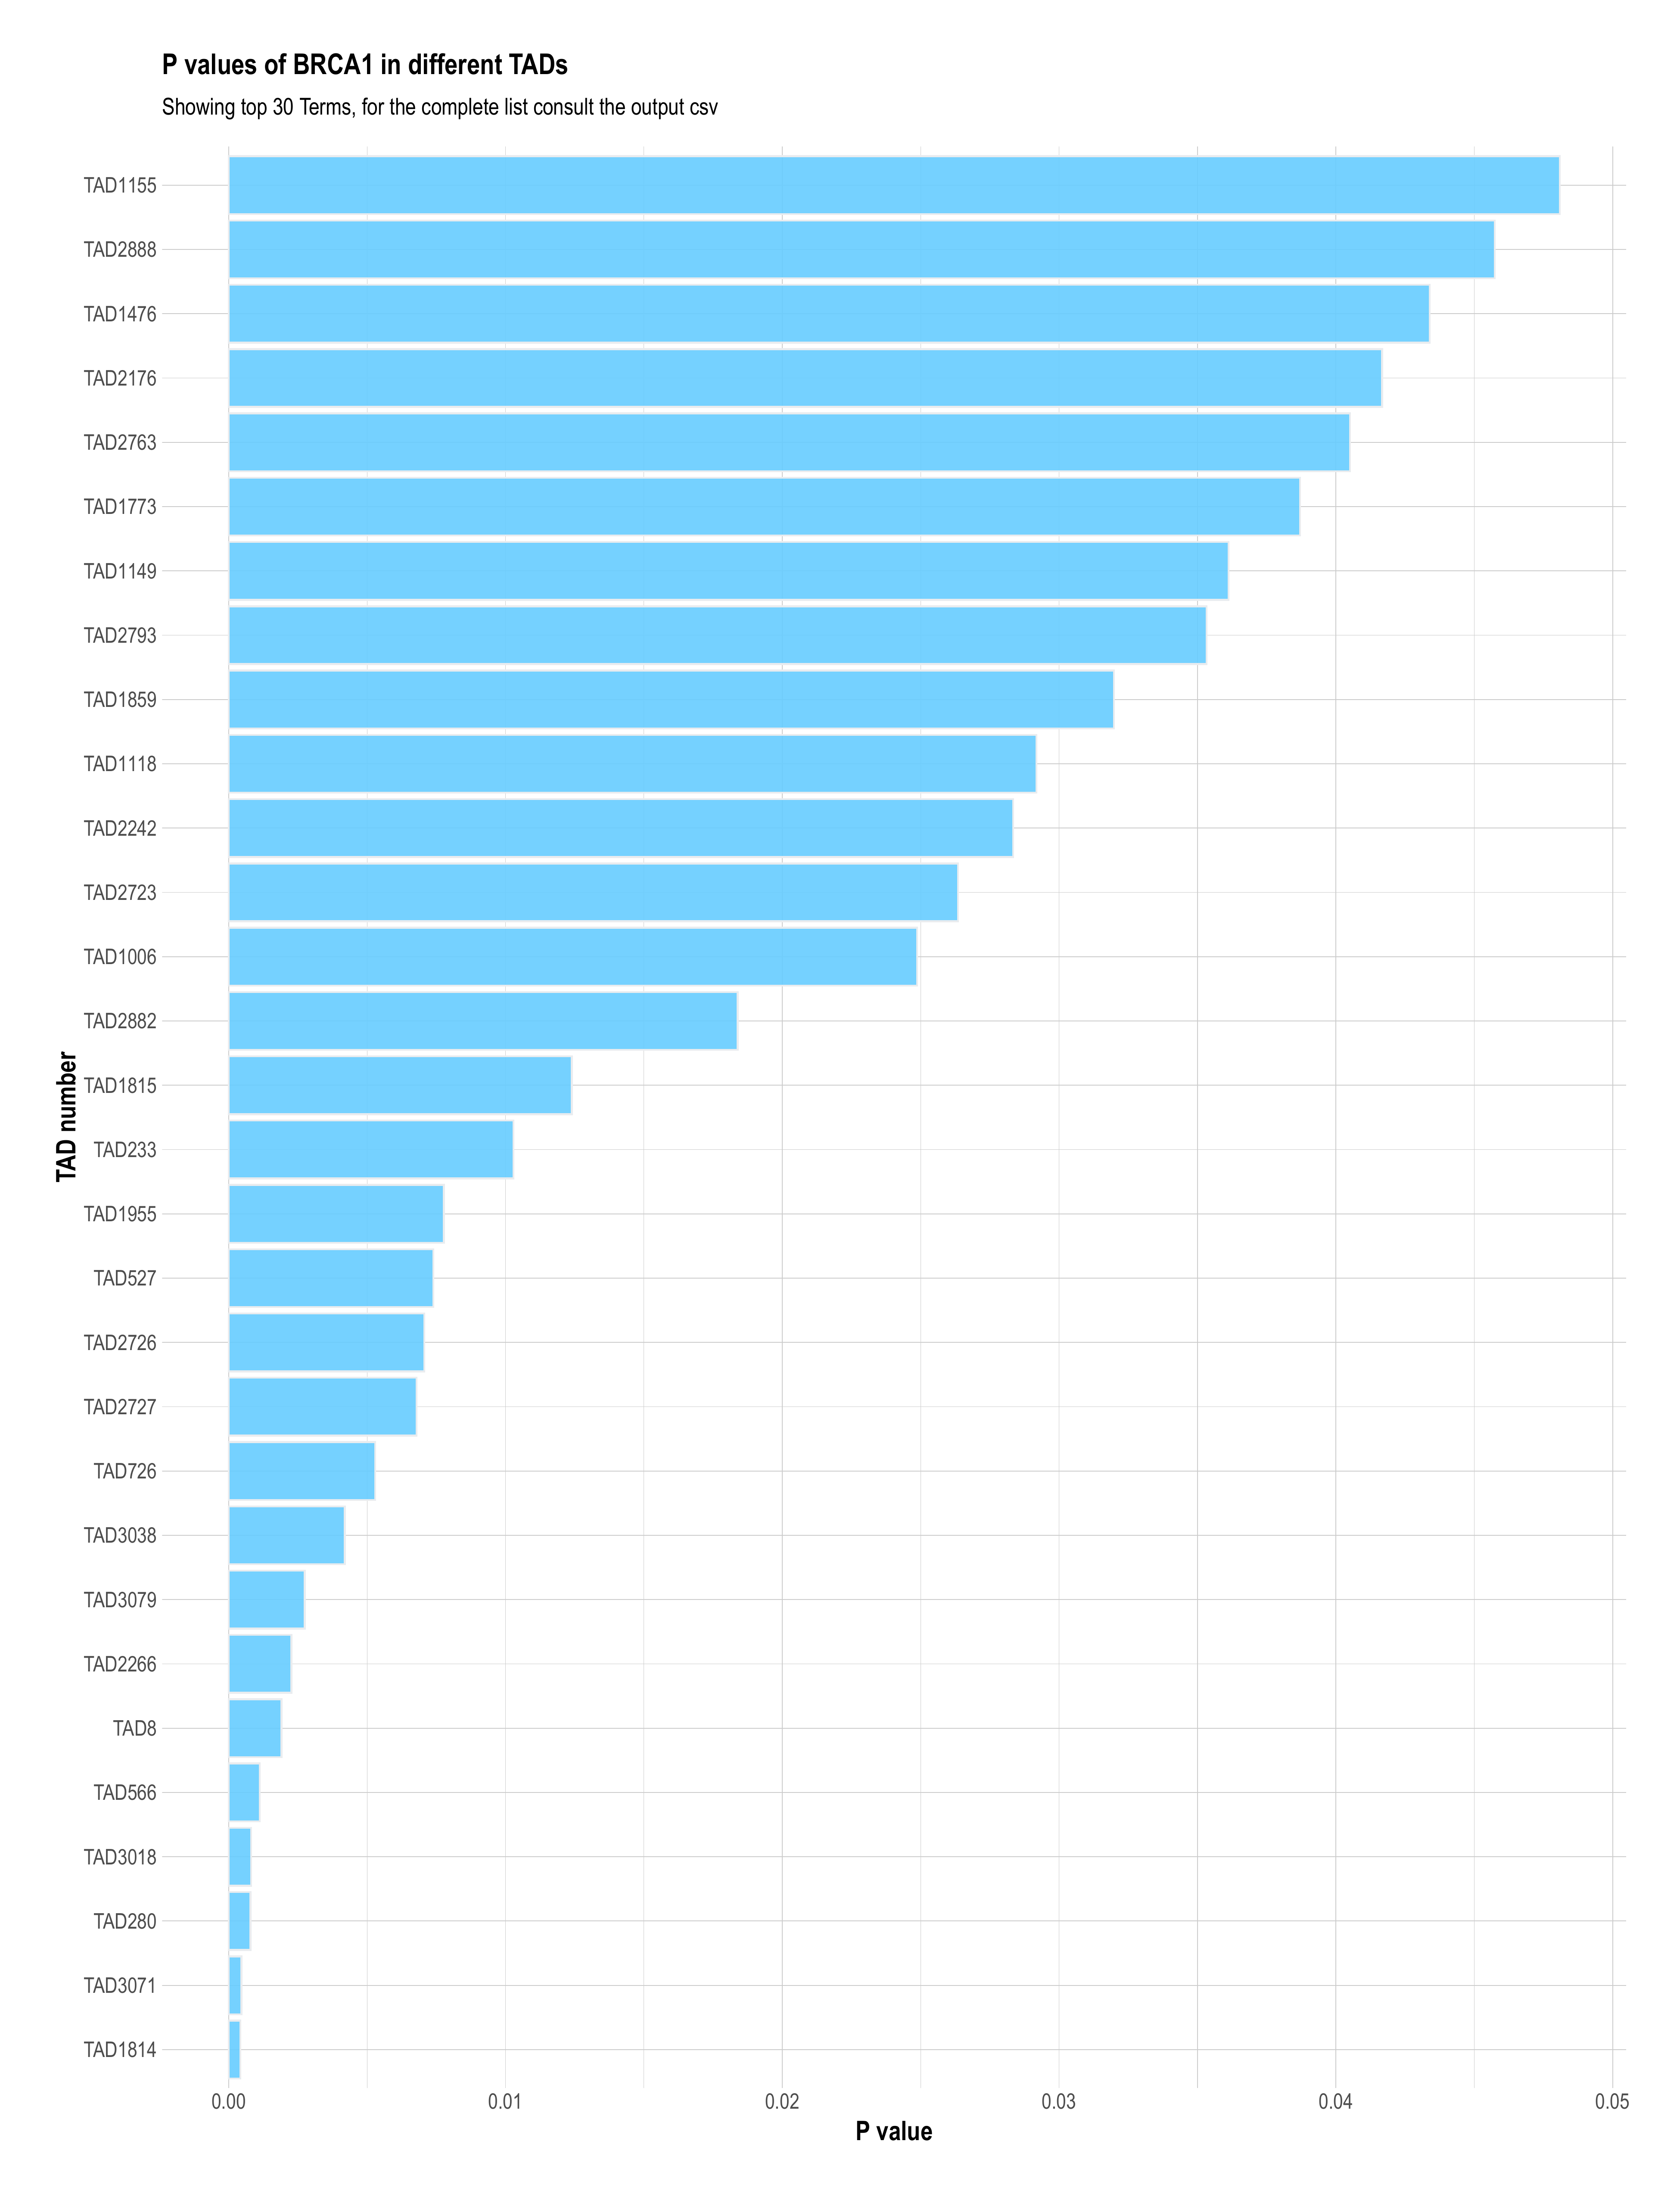 P values of BRCA1 in different TADs
Showing top 30 Terms, for the complete list consult the output csv
TAD1155
TAD2888
TAD1476
TAD2176
TAD2763
TAD1773
TAD1149
TAD2793
TAD1859
TAD1118
TAD2242
TAD2723
TAD1006
TAD2882
TAD1815
TAD233
TAD1955
TAD527
TAD2726
TAD2727
TAD726
TAD3038
TAD3079
TAD2266
TAD8
TAD566
TAD3018
TAD280
TAD3071
TAD1814
TAD number
0.00 0.01 0.02 0.03 0.04 0.05
P value